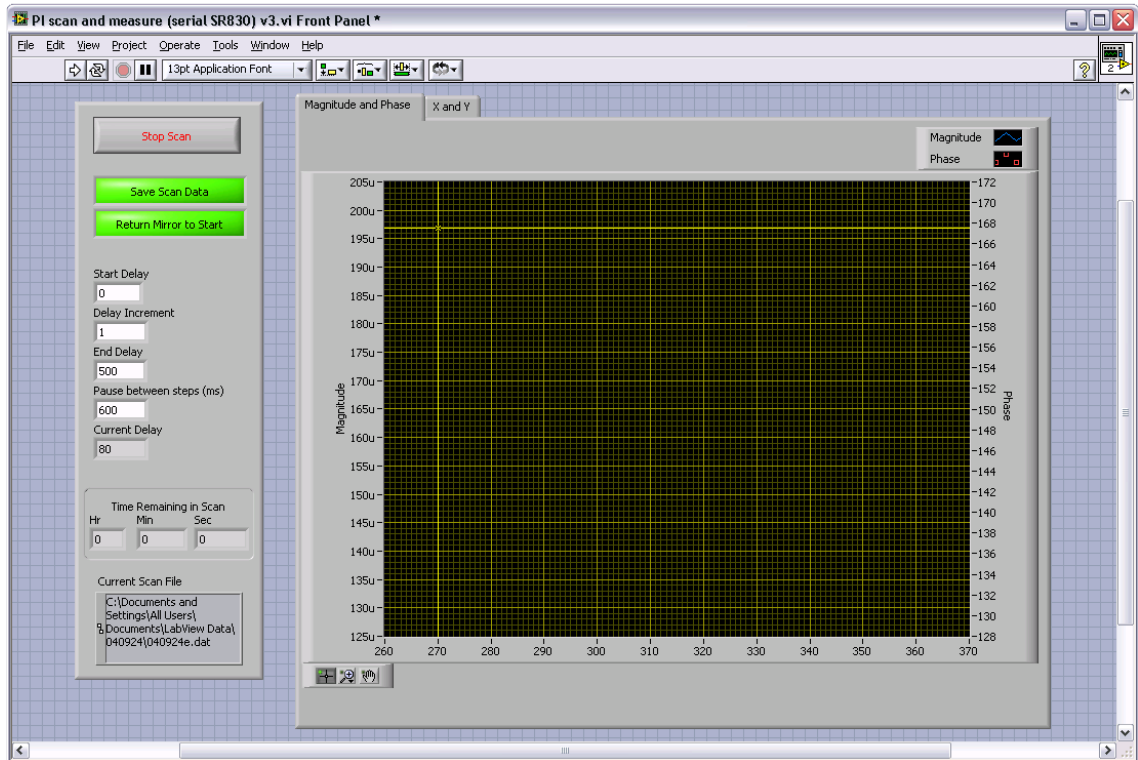 PI scan and measure (serial SR830) v3.vi Front Panel *
File Edit View Project Operate Tools Window Help
13pt Application Font
2
Stop Scan
Save Scan Data
Return Mirror to Start
Start Delay
0
Delay Increment
1
End Delay
500
Pause between steps (ms)
600
Current Delay
80
Time Remaining in Scan
Hr Min Sec
0 0 0
Current Scan File
C:\Documents and
Settings\All Users\
Documents\LabView Data\
040924\040924e.dat
Magnitude and Phase X and Y
Magnitude
Phase
205u
200u
195u
190u
185u
180u
175u
170u
165u
160u
155u
150u
145u
140u
135u
130u
125u
Magnitude
172
170
168
166
164
162
160
158
156
154
152
150
148
146
144
142
140
138
136
134
132
130
128
Phase
260 270 280 290 300 310 320 330 340 350 360 370